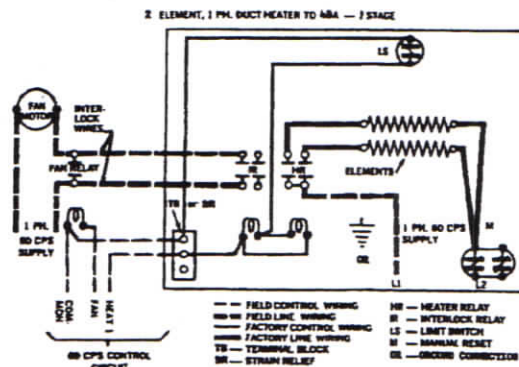 2 ELEMENT, 1 PH. DUCT HEATER TO 48A — 1 STAGE
LS
FAN
MOTOR
INTER-
LOCK
WIRES
FAN RELAY
IR
HR
ELEMENTS
TB or SR
1 PH.
60 CPS
SUPPLY
1 PH. 60 CPS
SUPPLY
M
GR
L1
L2
COM-
MON
FAN
HEAT
60 CPS CONTROL
CIRCUIT
FIELD CONTROL WIRING
FIELD LINE WIRING
FACTORY CONTROL WIRING
FACTORY LINE WIRING
TB — TERMINAL BLOCK
SR — STRAIN RELIEF
HR — HEATER RELAY
IR — INTERLOCK RELAY
LS — LIMIT SWITCH
M — MANUAL RESET
GR — GROUND CONNECTION